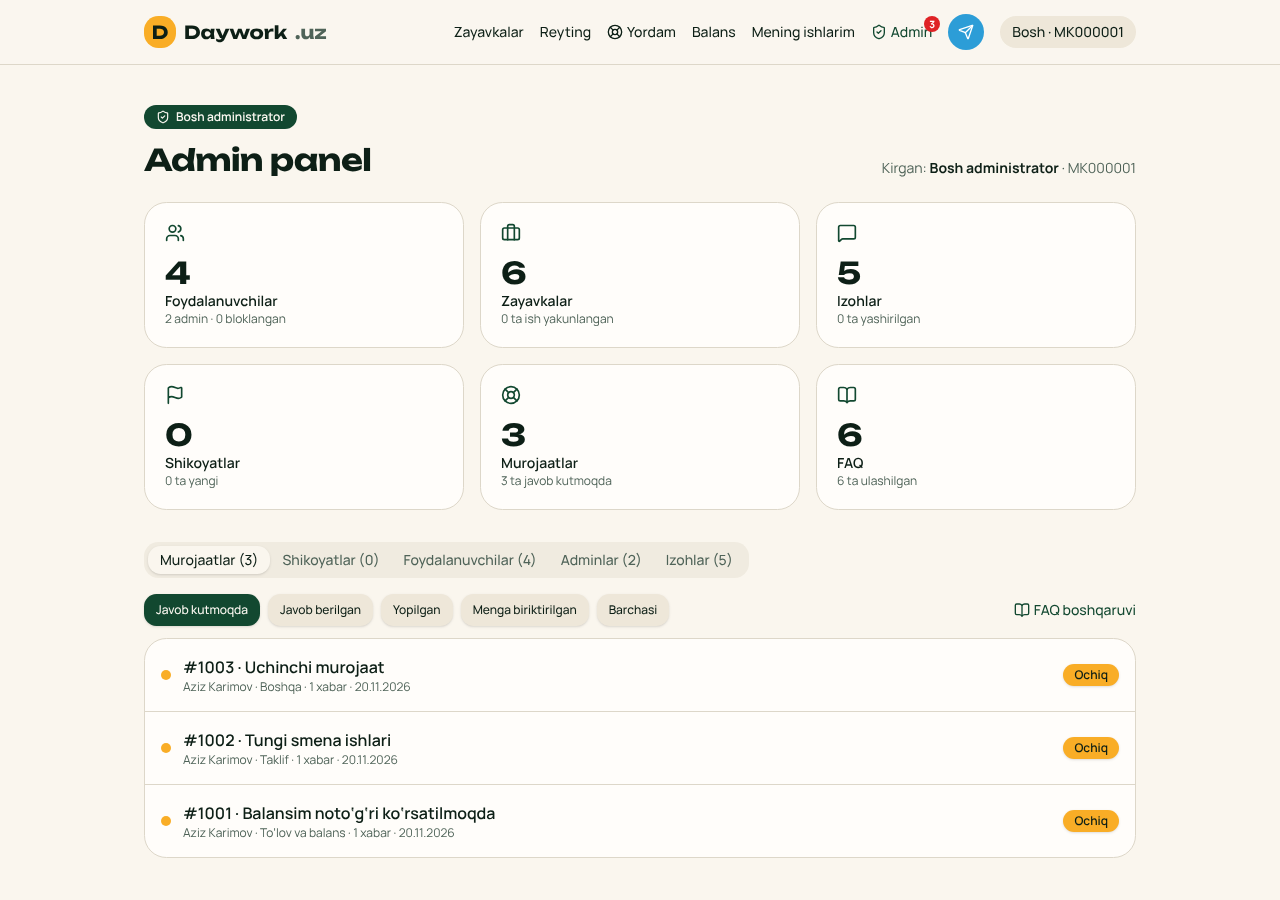 D Daywork .uz
Zayavkalar Reyting Yordam Balans Mening ishlarim Admin 3 Bosh · MK000001
Bosh administrator
Admin panel
Kirgan: Bosh administrator · MK000001
4
Foydalanuvchilar
2 admin · 0 bloklangan
6
Zayavkalar
0 ta ish yakunlangan
5
Izohlar
0 ta yashirilgan
0
Shikoyatlar
0 ta yangi
3
Murojaatlar
3 ta javob kutmoqda
6
FAQ
6 ta ulashilgan
Murojaatlar (3) Shikoyatlar (0) Foydalanuvchilar (4) Adminlar (2) Izohlar (5)
Javob kutmoqda Javob berilgan Yopilgan Menga biriktirilgan Barchasi FAQ boshqaruvi
#1003 · Uchinchi murojaat
Aziz Karimov · Boshqa · 1 xabar · 20.11.2026
Ochiq
#1002 · Tungi smena ishlari
Aziz Karimov · Taklif · 1 xabar · 20.11.2026
Ochiq
#1001 · Balansim noto‘g‘ri ko‘rsatilmoqda
Aziz Karimov · To‘lov va balans · 1 xabar · 20.11.2026
Ochiq